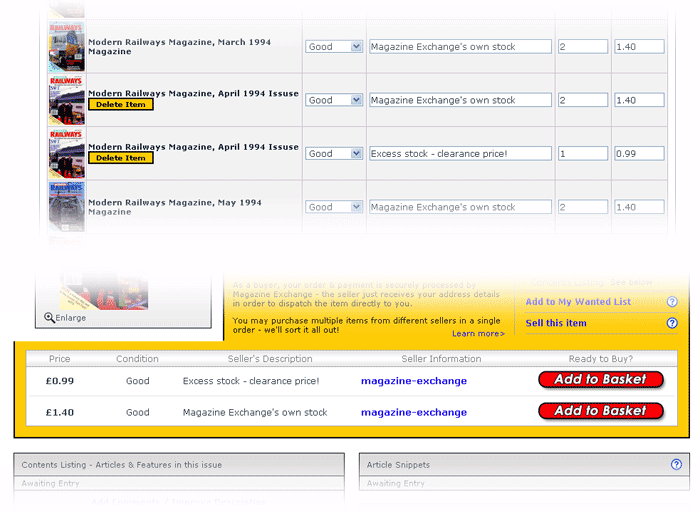 Modern Railways Magazine, March 1994
Magazine
Good
Magazine Exchange's own stock
2
1.40
RAILWAYS
Modern Railways Magazine, April 1994 Issuse
Delete Item
Good
Magazine Exchange's own stock
2
1.40
RAILWAYS
Modern Railways Magazine, April 1994 Issuse
Delete Item
Good
Excess stock - clearance price!
1
0.99
RAILWAYS
Modern Railways Magazine, May 1994
Magazine
Good
Magazine Exchange's own stock
2
1.40
Enlarge
As a buyer, your order & payment is securely processed by
Magazine Exchange - the seller just receives your address details
in order to dispatch the item directly to you.
You may purchase multiple items from different sellers in a single
order - we'll sort it all out!
Learn more>
Add to My Wanted List ?
Sell this item ?
Price Condition Seller's Description Seller Information Ready to Buy?
£0.99 Good Excess stock - clearance price! magazine-exchange Add to Basket
£1.40 Good Magazine Exchange's own stock magazine-exchange Add to Basket
Contents Listing - Articles & Features in this issue
Awaiting Entry
Article Snippets ?
Awaiting Entry